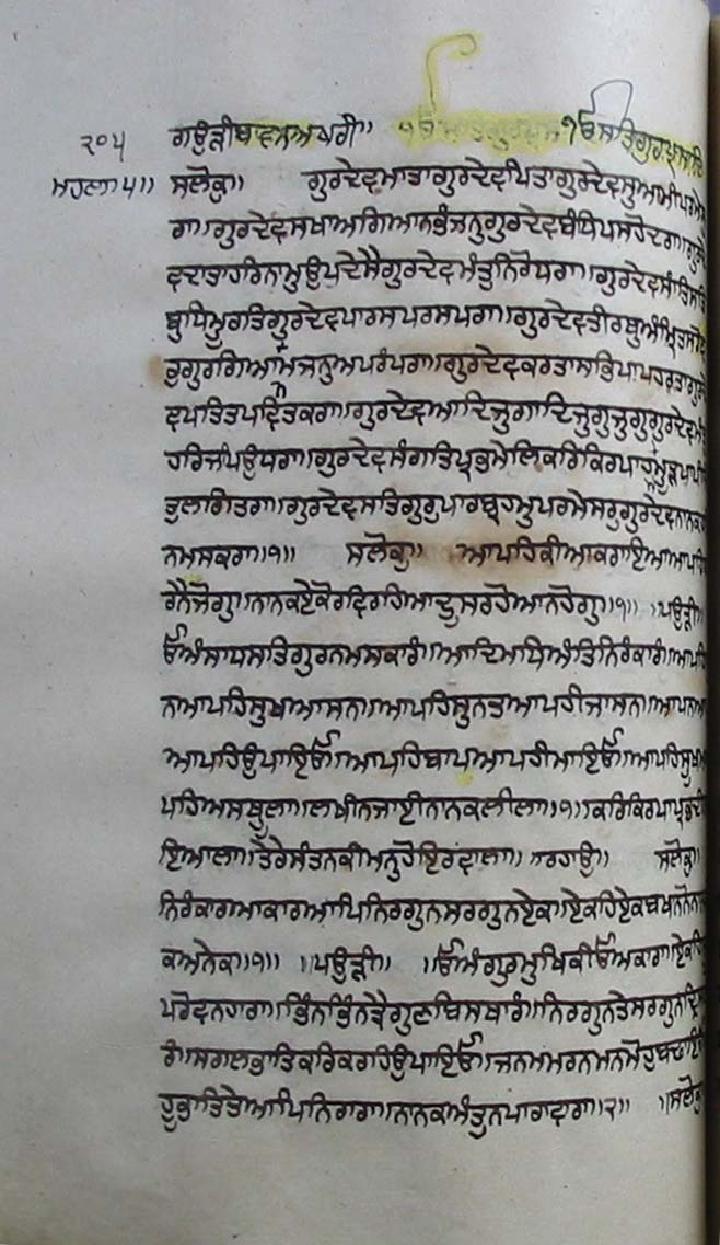 ੨੦੫ ਗਉੜੀਬਾਵਨਅਖਰੀ॥ ੴਸਤਿਗੁਰਪ੍ਰਸਾਦਿ
ਮਹਲਾ੫॥ ਸਲੋਕੁ॥ ਗੁਰਦੇਵਮਾਤਾਗੁਰਦੇਵਪਿਤਾਗੁਰਦੇਵਸੁਆਮੀਪਰਮੇਸੁ
ਰਾ॥ਗੁਰਦੇਵਸਖਾਅਗਿਆਨਭੰਜਨੁਗੁਰਦੇਵਬੰਧਿਪਸਹੋਦਰਾ॥ਗੁਰਦੇ
ਵਦਾਤਾਹਰਿਨਾਮੁਉਪਦੇਸੈਗੁਰਦੇਵਮੰਤੁਨਿਰੋਧਰਾ॥ਗੁਰਦੇਵਸਾਂਤਿਸਤਿ
ਬੁਧਿਮੂਰਤਿਗੁਰਦੇਵਪਾਰਸਪਰਸਪਰਾ॥ਗੁਰਦੇਵਤੀਰਥੁਅੰਮ੍ਰਿਤਸਰੋ
ਵਰੁਗੁਰਗਿਆਨਮਜਨੁਅਪਰੰਪਰਾ॥ਗੁਰਦੇਵਕਰਤਾਸਭਿਪਾਪਹਰਤਾਗੁਰਦੇ
ਵਪਤਿਤਪਵਿਤਕਰਾ॥ਗੁਰਦੇਵਆਦਿਜੁਗਾਦਿਜੁਗੁਜੁਗੁਗੁਰਦੇਵਮੰਤੁ
ਹਰਿਜਪਿਉਧਰਾ॥ਗੁਰਦੇਵਸੰਗਤਿਪ੍ਰਭਮੇਲਿਕਰਿਕਿਰਪਾਹਮਮੂੜਪਾਪੀ
ਤੁਲਗਿਤਰਾ॥ਗੁਰਦੇਵਸਤਿਗੁਰੁਪਾਰਬ੍ਰਹਮੁਪਰਮੇਸਰੁਗੁਰਦੇਵਨਾਨਕਹਰਿ
ਨਮਸਕਰਾ॥੧॥ ਸਲੋਕੁ॥ ਆਪਹਿਕੀਆਕਰਾਇਆਆਪਹਿਕ
ਰਨੈਜੋਗੁ॥ਨਾਨਕਏਕੋਰਵਿਰਹਿਆਦੂਸਰਹੋਆਨਹੋਗੁ॥੧॥ ॥ਪਉੜੀ॥
ਓਅੰਸਾਧਸਤਿਗੁਰਨਮਸਕਾਰੰ॥ਆਦਿਮਧਿਅੰਤਿਨਿਰੰਕਾਰੰ॥ਆਪਹਿਸੁੰ
ਨਆਪਹਿਸੁਖਆਸਨ॥ਆਪਹਿਸੁਨਤਆਪਹੀਜਾਸਨ॥ਆਪਨਆਪੁ
ਆਪਹਿਉਪਾਇਓ॥ਆਪਹਿਬਾਪਆਪਹੀਮਾਇਓ॥ਆਪਹਿਸੂਖਮਆ
ਪਹਿਅਸਥੂਲਾ॥ਲਖੀਨਜਾਈਨਾਨਕਲੀਲਾ॥੧॥ਕਰਿਕਿਰਪਾਪ੍ਰਭਦੀਨਦ
ਇਆਲਾ॥ਤੇਰੇਸੰਤਨਕੀਮਨੁਹੋਇਰਵਾਲਾ॥ਰਹਾਉ॥ ਸਲੋਕੁ॥
ਨਿਰੰਕਾਰਆਕਾਰਆਪਿਨਿਰਗੁਨਸਰਗੁਨਏਕ॥ਏਕਹਿਏਕਬਖਨਨੋਨਾਨ
ਕਅਨੇਕ॥੧॥ ॥ਪਉੜੀ॥ ॥ਓਅੰਗੁਰਮੁਖਿਕੀਓਅਕਾਰਾ॥ਏਕਹਿਸੂਤਿ
ਪਰੋਵਨਹਾਰਾ॥ਭਿੰਨਭਿੰਨਤ੍ਰੈਗੁਣਬਿਸਥਾਰੰ॥ਨਿਰਗੁਨਤੇਸਰਗੁਨਦ੍ਰਿਸਟਾ
ਰੰ॥ਸਗਲਭਾਤਿਕਰਿਕਰਹਿਉਪਾਇਓ॥ਜਨਮਮਰਨਮਨਮੋਹੁਬਢਾਇਓ॥
ਦੁਹੂਭਾਤਿਤੇਆਪਿਨਿਰਾਰਾ॥ਨਾਨਕਅੰਤੁਨਪਾਰਾਵਾਰਾ॥੨॥ ॥ਸਲੋਕੁ